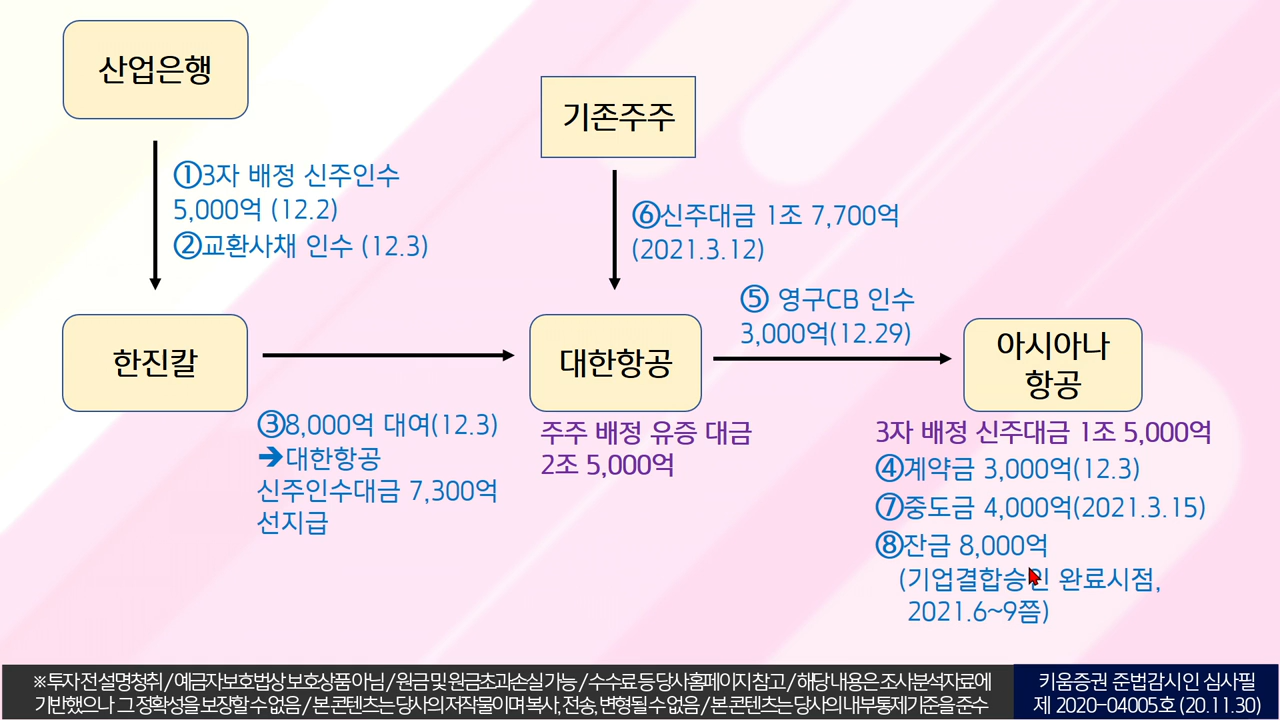 산업은행
①3자 배정 신주인수
5,000억 (12.2)
②교환사채 인수 (12.3)
한진칼
③8,000억 대여(12.3)
➔대한항공
신주인수대금 7,300억
선지급
기존주주
⑥신주대금 1조 7,700억
(2021.3.12)
대한항공
주주 배정 유증 대금
2조 5,000억
⑤ 영구CB 인수
3,000억(12.29)
아시아나
항공
3자 배정 신주대금 1조 5,000억
④계약금 3,000억(12.3)
⑦중도금 4,000억(2021.3.15)
⑧잔금 8,000억
(기업결합승인 완료시점,
2021.6~9쯤)
※투자 전 설명청취 / 예금자보호법상 보호상품 아님 / 원금 및 원금초과손실 가능 / 수수료 등 당사홈페이지 참고 / 해당 내용은 조사분석자료에
기반했으나 그 정확성을 보장할 수 없음 / 본 콘텐츠는 당사의 저작물이며 복사, 전송, 변형될 수 없음 / 본 콘텐츠는 당사의 내부통제기준을 준수
키움증권 준법감시인 심사필
제 2020-04005호 (20.11.30)